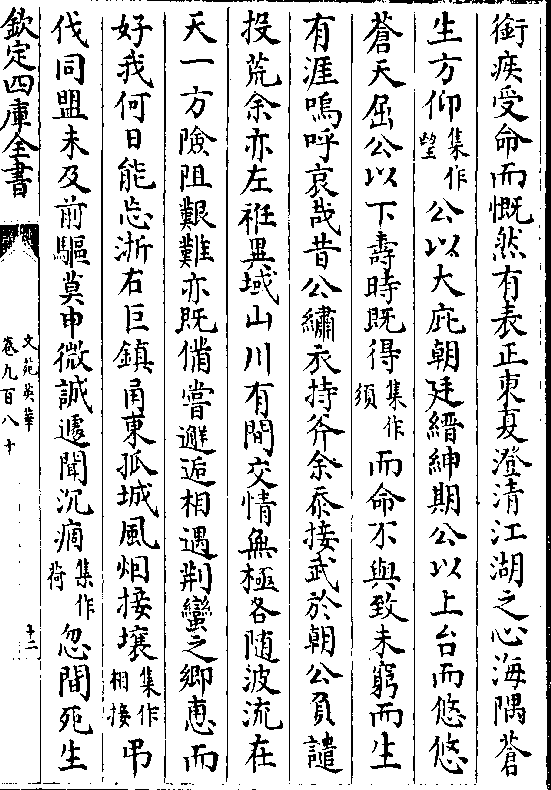 銜疾受命而慨然有表正東夏澄清江湖之心海隅蒼
生方仰集作望公以大庇朝廷縉紳期公以上台而悠悠
蒼天屈公以下壽時既得集作須而命不與致未窮而生
有涯嗚呼哀哉昔公繡衣持斧余忝接武於朝公負譴
投荒余亦左袵異域山川有間交情無極各隨波流在
天一方險阻艱難亦既備嘗邂逅相遇荆蠻之鄉惠而
好我何日能忘浙右巨鎮甬東孤城風烟接壤集作相接弔
伐同盟未及前驅莫申微誠遽聞沉痼集作荷忽間死生
欽定四庫全書
文苑英華
卷九百八十
十二